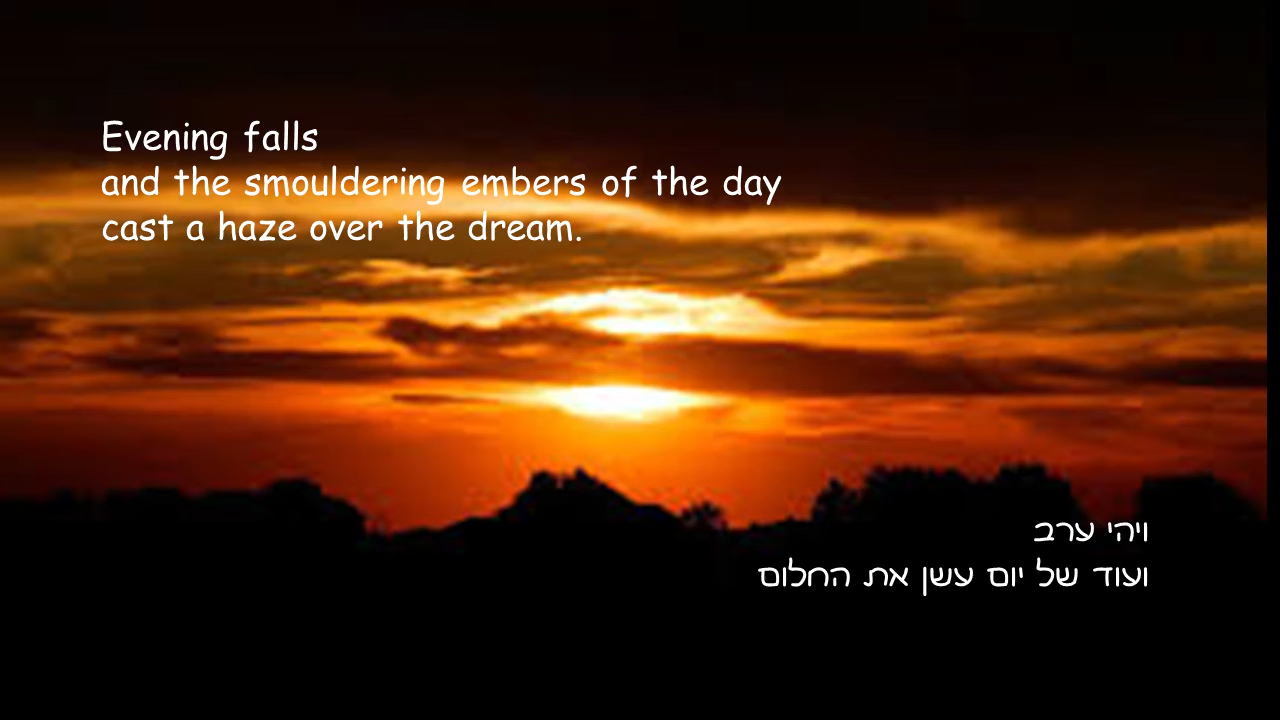 Evening falls
and the smouldering embers of the day
cast a haze over the dream.
ויהי ערב
ועוד של יום עשן את החלום